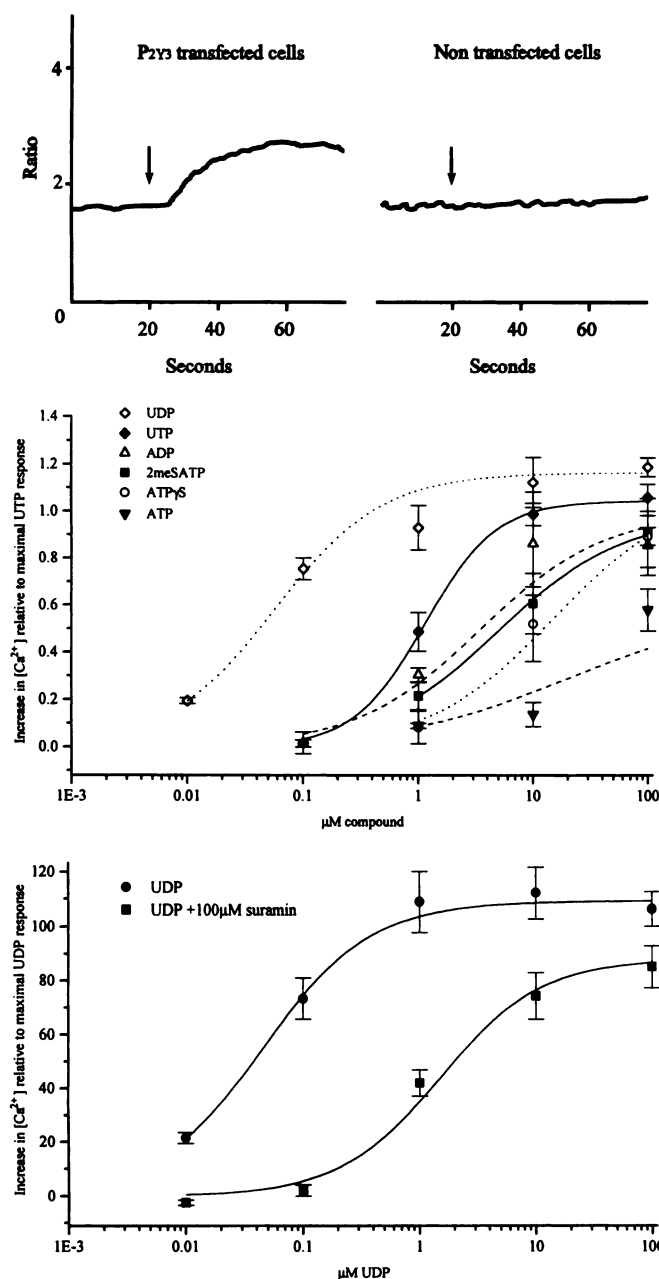 P2Y3 transfected cells
Non transfected cells
4
2
0
Ratio
20
40
60
20
40
60
Seconds
Seconds
UDP
UTP
ADP
2meSATP
ATPγS
ATP
1.4
1.2
1.0
0.8
0.6
0.4
0.2
0.0
Increase in [Ca²⁺] relative to maximal UTP response
1E-3
0.01
0.1
1
10
100
μM compound
UDP
UDP +100μM suramin
120
100
80
60
40
20
0
Increase in [Ca²⁺] relative to maximal UDP response
1E-3
0.01
0.1
1
10
100
μM UDP